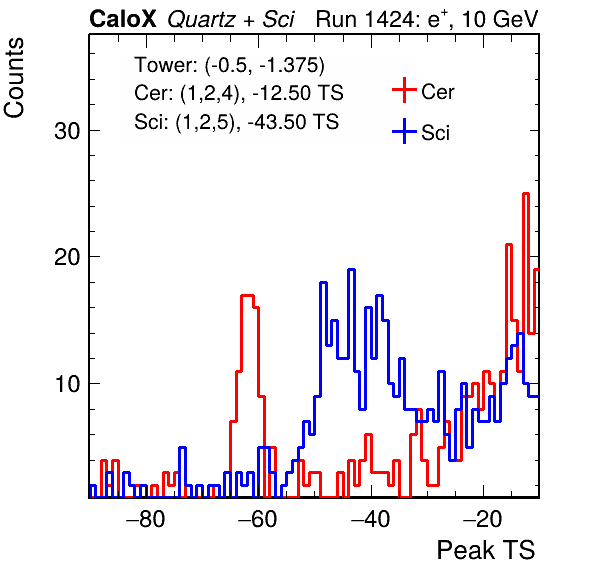 CaloX Quartz + Sci Run 1424: e⁺, 10 GeV
Counts
Tower: (-0.5, -1.375)
Cer: (1,2,4), -12.50 TS
Sci: (1,2,5), -43.50 TS
Cer
Sci
30
20
10
−80 −60 −40 −20
Peak TS